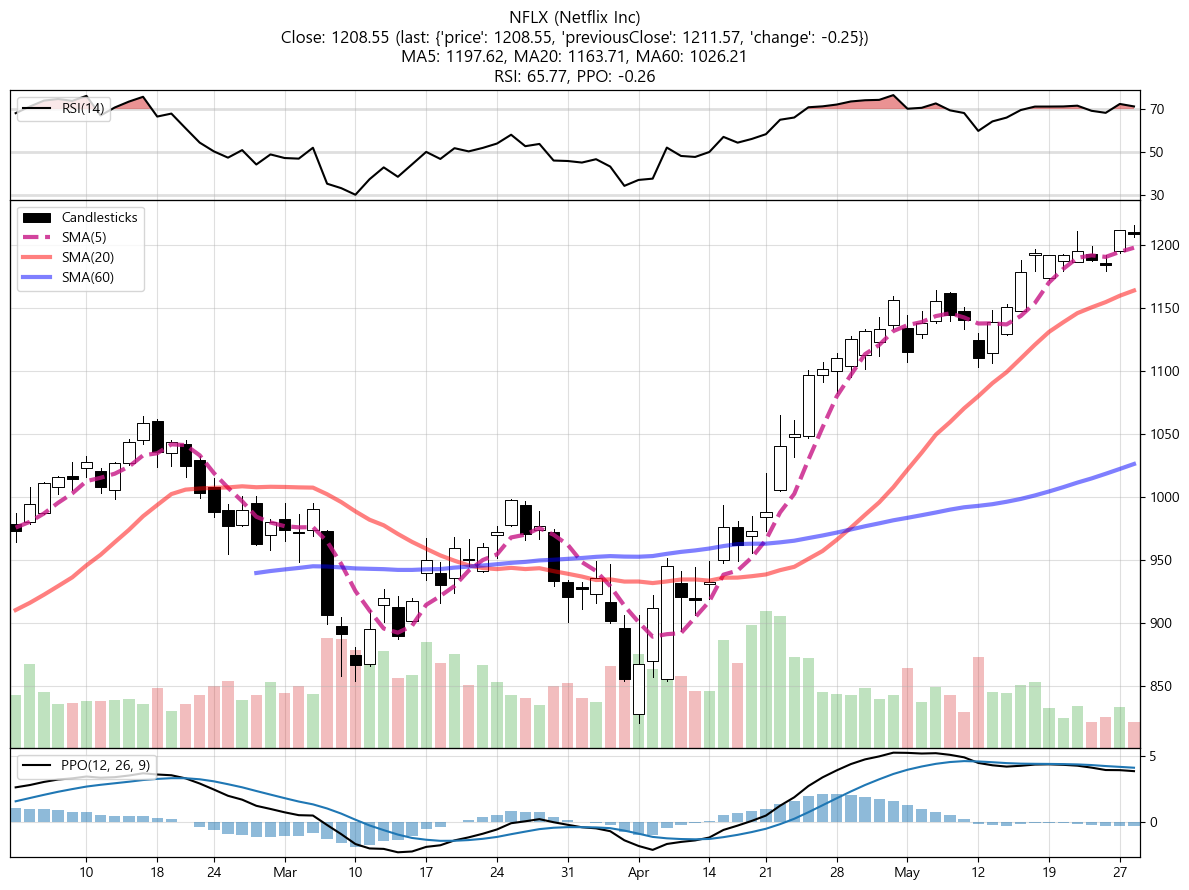 NFLX (Netflix Inc)
Close: 1208.55 (last: {'price': 1208.55, 'previousClose': 1211.57, 'change': -0.25})
MA5: 1197.62, MA20: 1163.71, MA60: 1026.21
RSI: 65.77, PPO: -0.26
RSI(14)
70
50
30
Candlesticks
SMA(5)
SMA(20)
SMA(60)
1200
1150
1100
1050
1000
950
900
850
PPO(12, 26, 9)
5
0
10 18 24 Mar 10 17 24 31 Apr 14 21 28 May 12 19 27